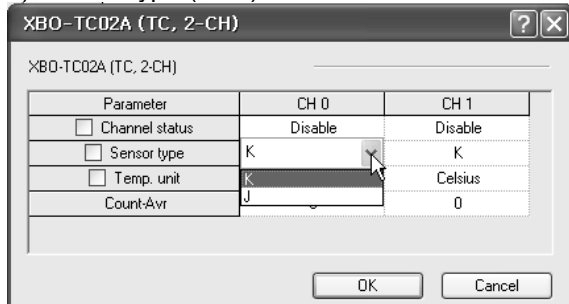 XBO-TC02A (TC, 2-CH)
XBO-TC02A (TC, 2-CH)
Parameter CH 0 CH 1
Channel status Disable Disable
Sensor type K K
Temp. unit K Celsius
Count-Avr J 0
OK Cancel